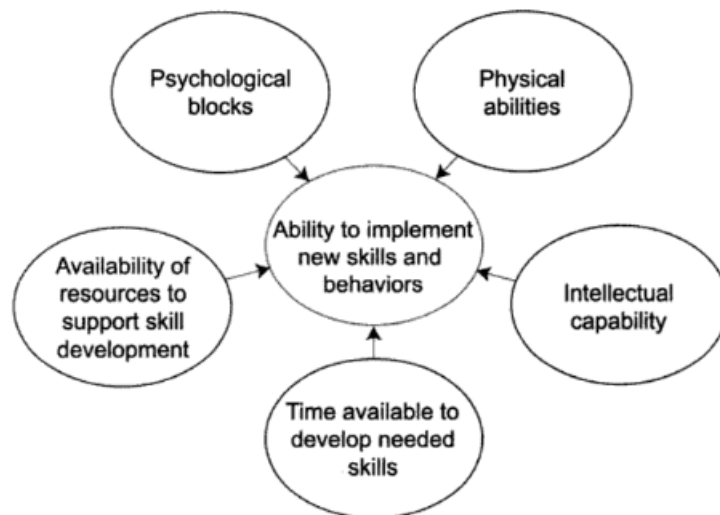 Psychological
blocks
Physical
abilities
Ability to implement
new skills and
behaviors
Availability of
resources to
support skill
development
Intellectual
capability
Time available to
develop needed
skills